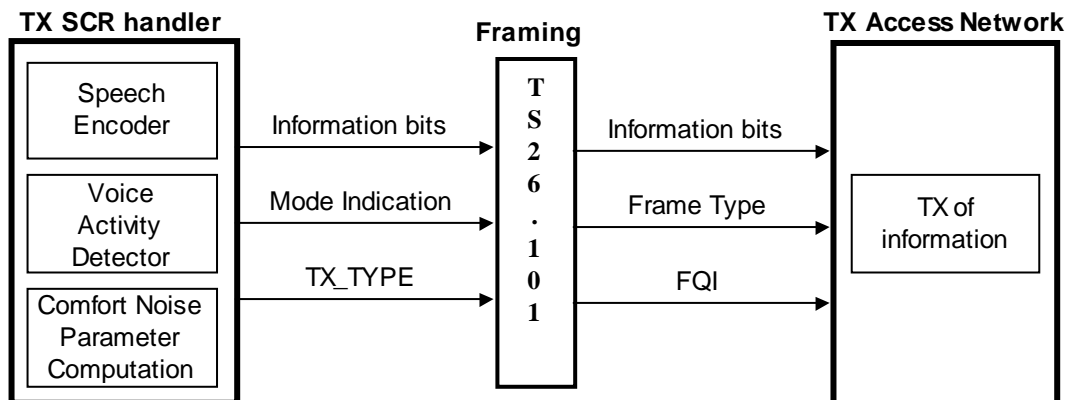 TX SCR handler
Framing
TX Access Network
Speech
Encoder
Voice
Activity
Detector
Comfort Noise
Parameter
Computation
Information bits
Mode Indication
TX_TYPE
T
S
2
6
.
1
0
1
Information bits
Frame Type
FQI
TX of
information